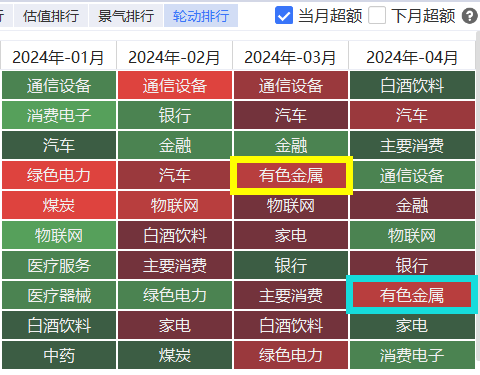 行 估值排行 景气排行 轮动排行 当月超额 下月超额 ?
2024年-01月 2024年-02月 2024年-03月 2024年-04月
通信设备 通信设备 通信设备 白酒饮料
消费电子 银行 汽车 汽车
汽车 金融 金融 主要消费
绿色电力 汽车 有色金属 通信设备
煤炭 物联网 物联网 金融
物联网 白酒饮料 家电 物联网
医疗服务 主要消费 银行 银行
医疗器械 绿色电力 主要消费 有色金属
白酒饮料 家电 白酒饮料 家电
中药 煤炭 绿色电力 消费电子